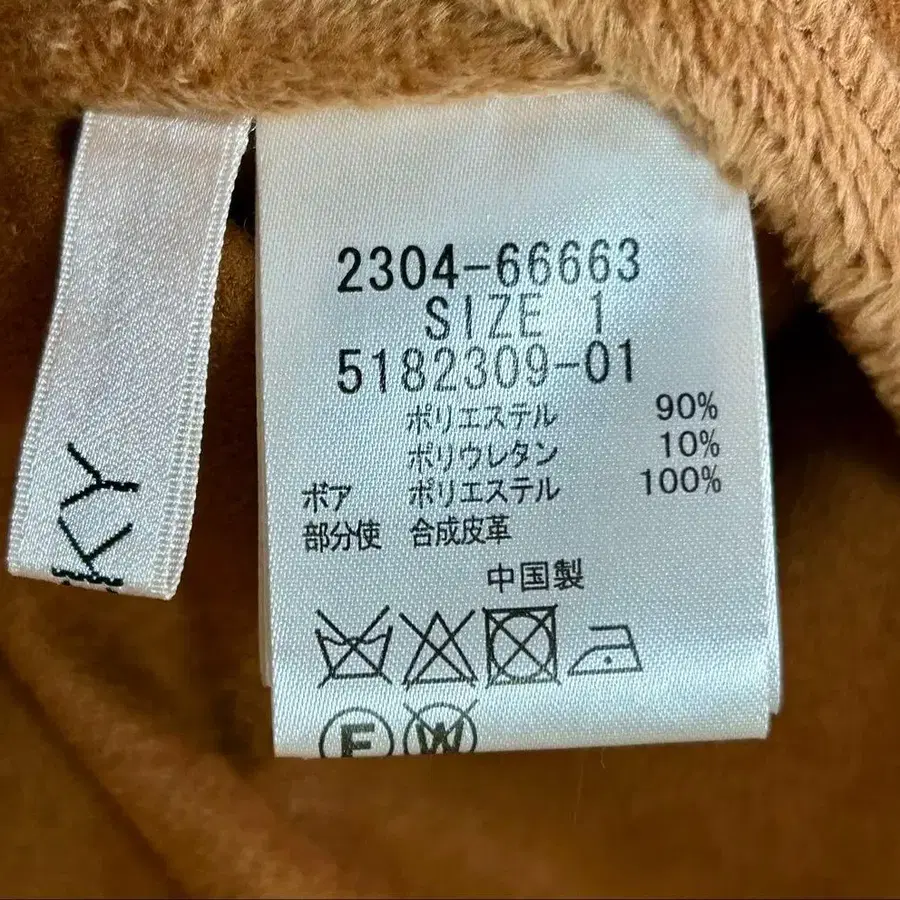 KY
2304-66663
SIZE 1
5182309-01
ポリエステル 90%
ポリウレタン 10%
ボア ポリエステル 100%
部分使 合成皮革
中国製
F W